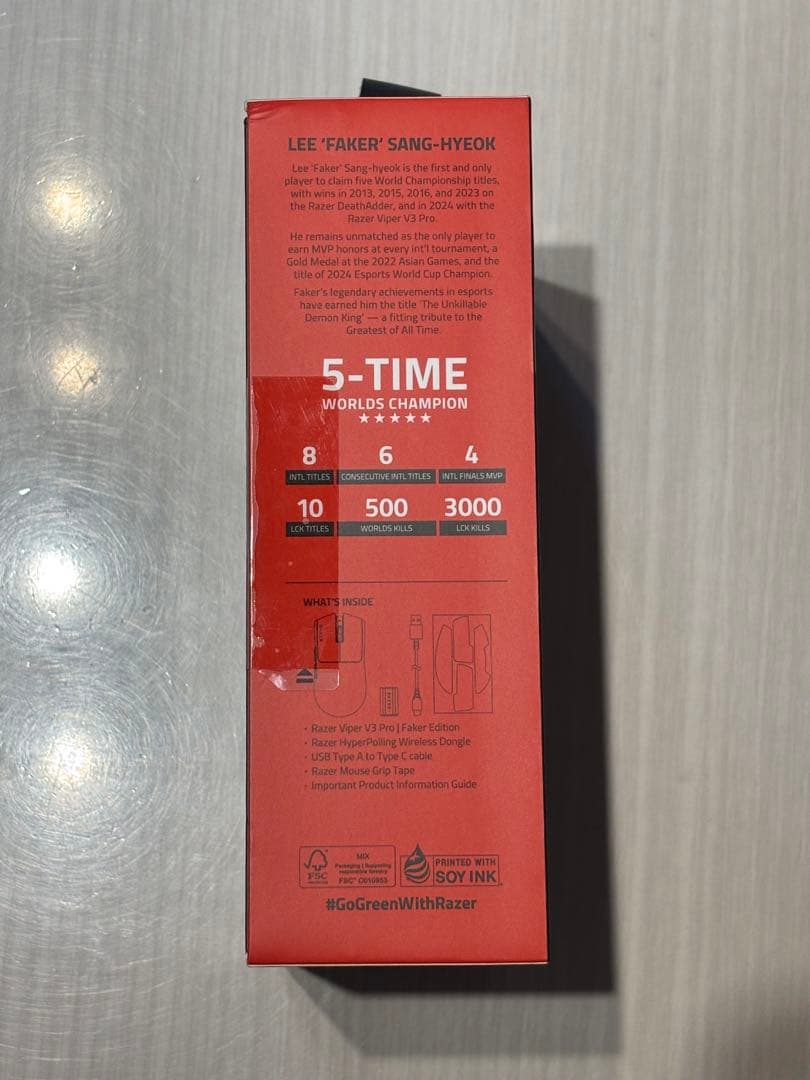 LEE 'FAKER' SANG-HYEOK
Lee 'Faker' Sang-hyeok is the first and only
player to claim five World Championship titles,
with wins in 2013, 2015, 2016, and 2023 on
the Razer DeathAdder, and in 2024 with the
Razer Viper V3 Pro.
He remains unmatched as the only player to
earn MVP honors at every int'l tournament, a
Gold Medal at the 2022 Asian Games, and the
title of 2024 Esports World Cup Champion.
Faker's legendary achievements in esports
have earned him the title 'The Unkillable
Demon King' — a fitting tribute to the
Greatest of All Time.
5-TIME
WORLDS CHAMPION
★★★★★
8 6 4
INTL TITLES CONSECUTIVE INTL TITLES INTL FINALS MVP
10 500 3000
LCK TITLES WORLDS KILLS LCK KILLS
WHAT'S INSIDE
· Razer Viper V3 Pro | Faker Edition
· Razer HyperPolling Wireless Dongle
· USB Type A to Type C cable
· Razer Mouse Grip Tape
· Important Product Information Guide
FSC
MIX
Packaging | Supporting
responsible forestry
FSC™ C010853
PRINTED WITH
SOY INK
#GoGreenWithRazer